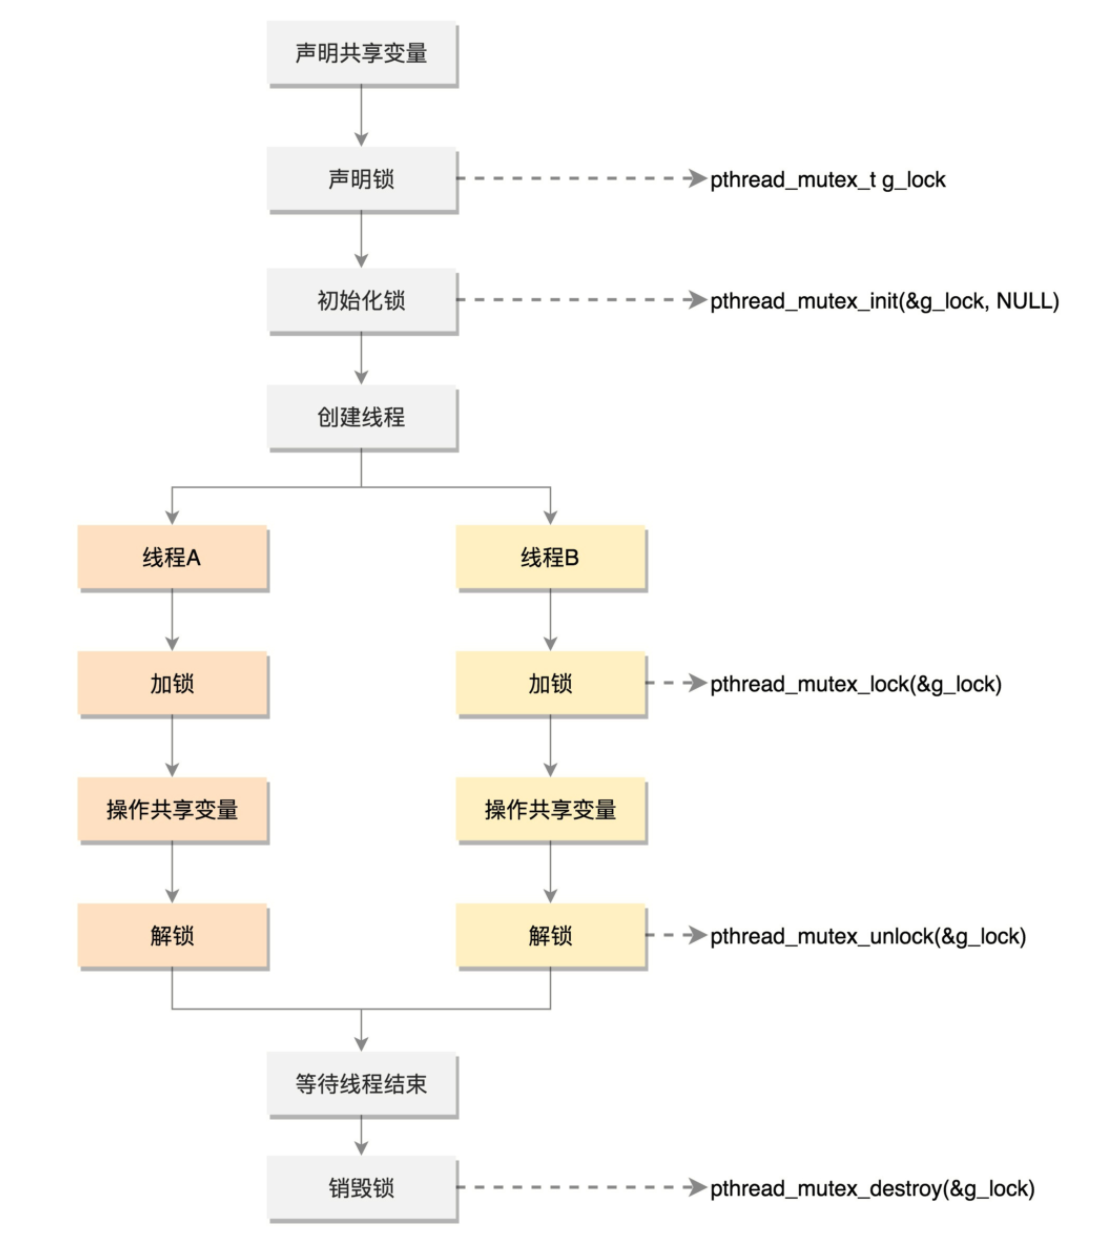 声明共享变量
声明锁
pthread_mutex_t g_lock
初始化锁
pthread_mutex_init(&g_lock, NULL)
创建线程
线程A
线程B
加锁
加锁
pthread_mutex_lock(&g_lock)
操作共享变量
操作共享变量
解锁
解锁
pthread_mutex_unlock(&g_lock)
等待线程结束
销毁锁
pthread_mutex_destroy(&g_lock)